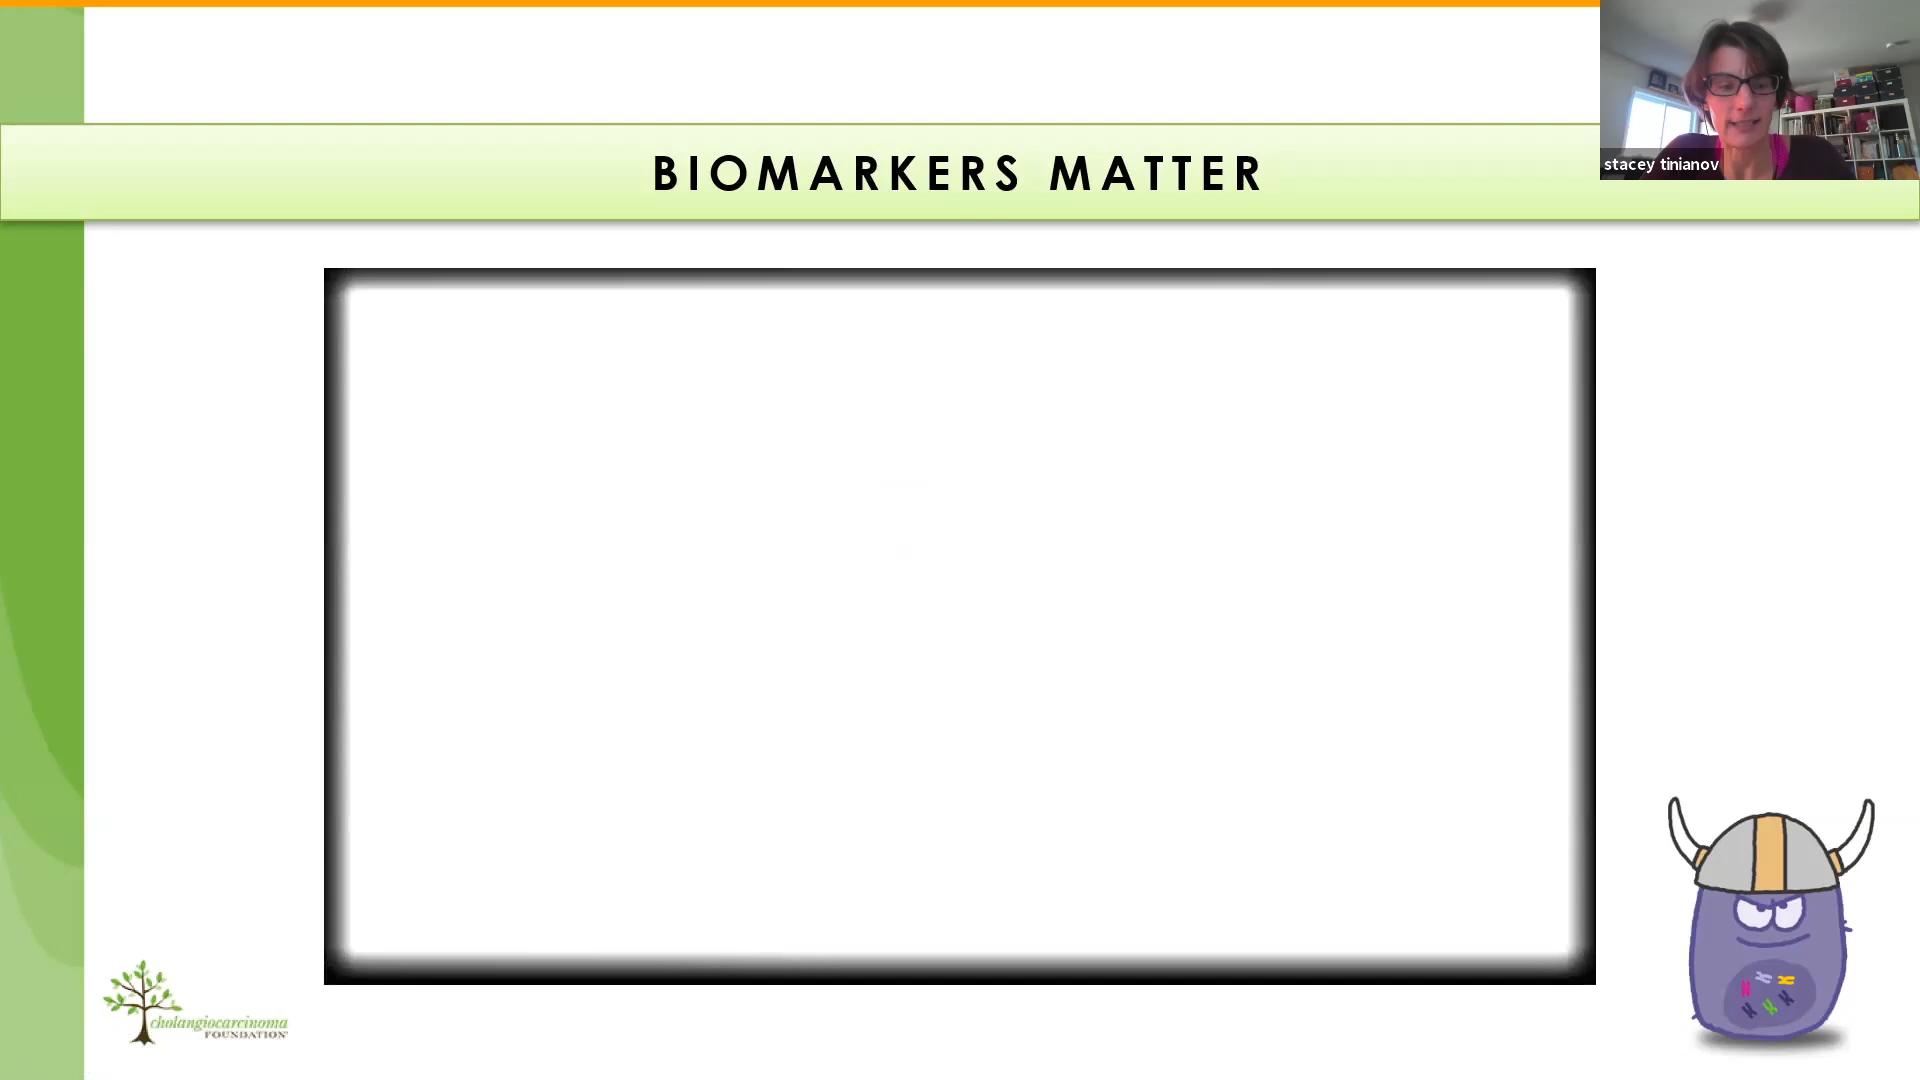 BIOMARKERS MATTER
stacey tinianov
cholangiocarcinoma
FOUNDATION